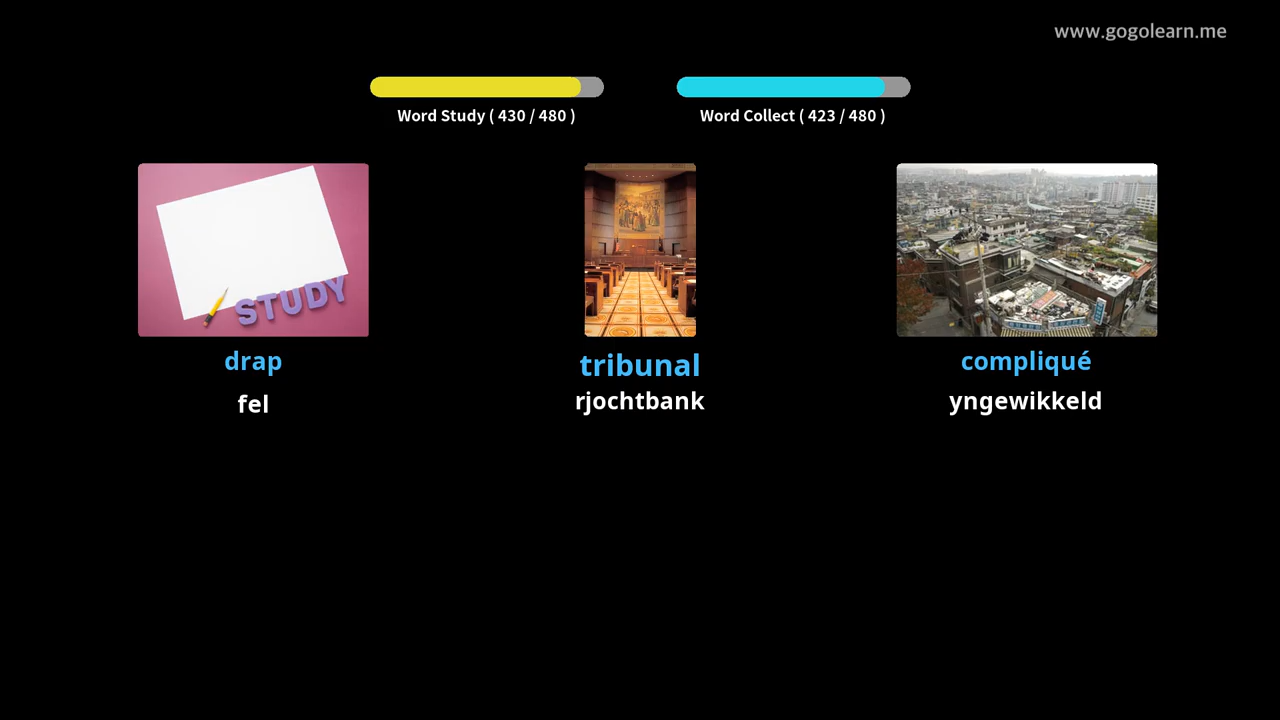 www.gogolearn.me
Word Study ( 430 / 480 )
Word Collect ( 423 / 480 )
STUDY
drap
tribunal
compliqué
fel
rjochtbank
yngewikkeld